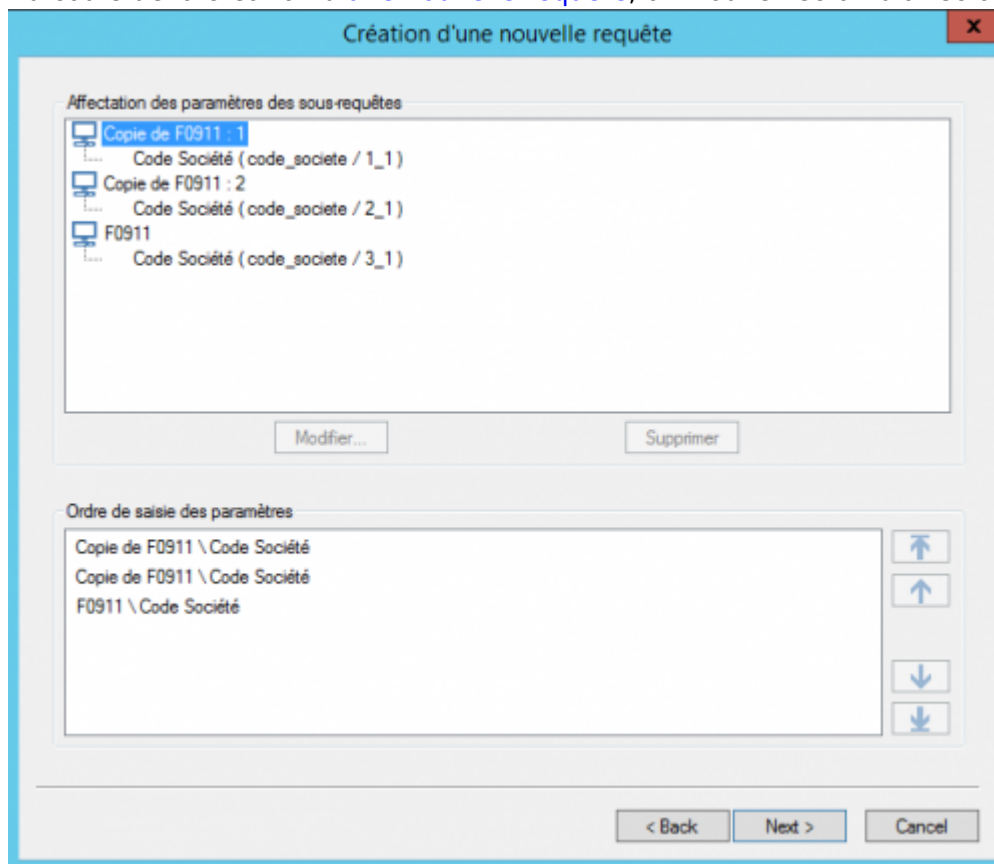 Création d'une nouvelle requête
x
Affectation des paramètres des sous-requêtes
Copie de F0911 : 1
Code Société ( code_societe / 1_1 )
Copie de F0911 : 2
Code Société ( code_societe / 2_1 )
F0911
Code Société ( code_societe / 3_1 )
Modifier... Supprimer
Ordre de saisie des paramètres
Copie de F0911 \ Code Société
Copie de F0911 \ Code Société
F0911 \ Code Société
< Back Next > Cancel